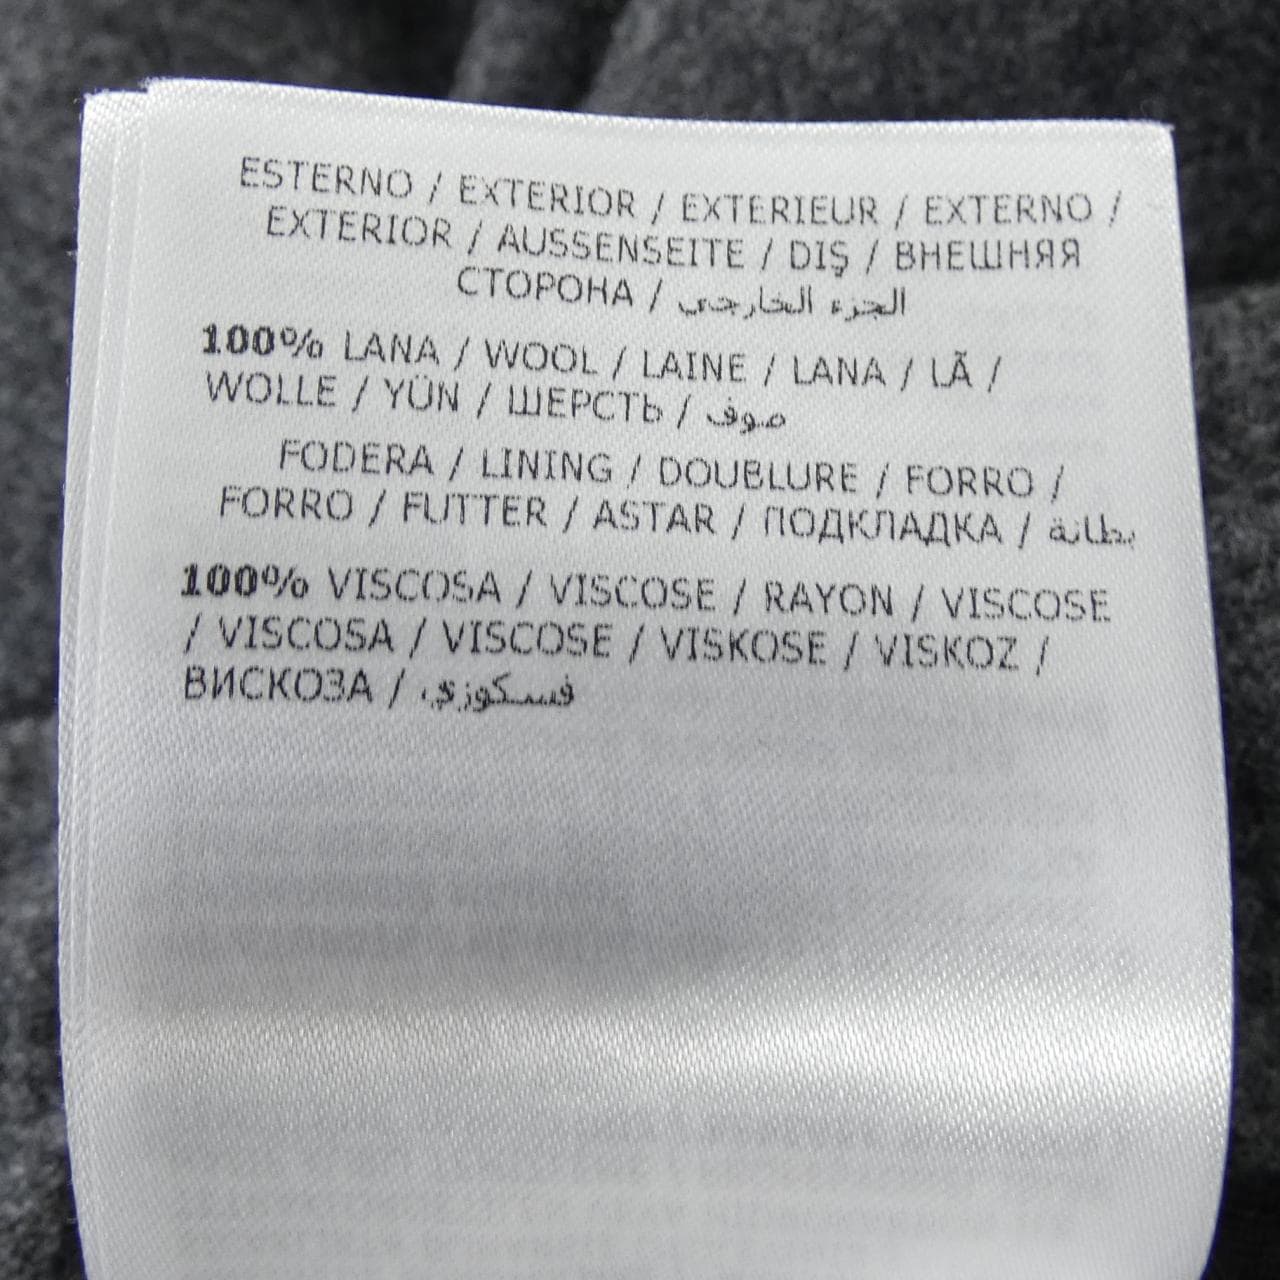 ESTERNO / EXTERIOR / EXTERIEUR / EXTERNO /
EXTERIOR / AUSSENSEITE / DIŞ / ВНЕШНЯЯ
СТОРОНА / الجزء الخارجي
100% LANA / WOOL / LAINE / LANA / LÃ /
WOLLE / YÜN / ШЕРСТЬ / صوف
FODERA / LINING / DOUBLURE / FORRO /
FORRO / FUTTER / ASTAR / ПОДКЛАДКА / بطانة
100% VISCOSA / VISCOSE / RAYON / VISCOSE
/ VISCOSA / VISCOSE / VISKOSE / VISKOZ /
ВИСКОЗА / فسكوزي.